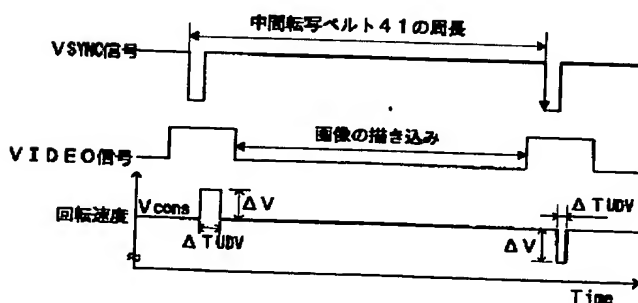 中間転写ベルト41の周長
VSYNC信号
画像の描き込み
VIDEO信号
回転速度
Vcons
ΔV
ΔTUDV
ΔV
ΔTUDV
Time